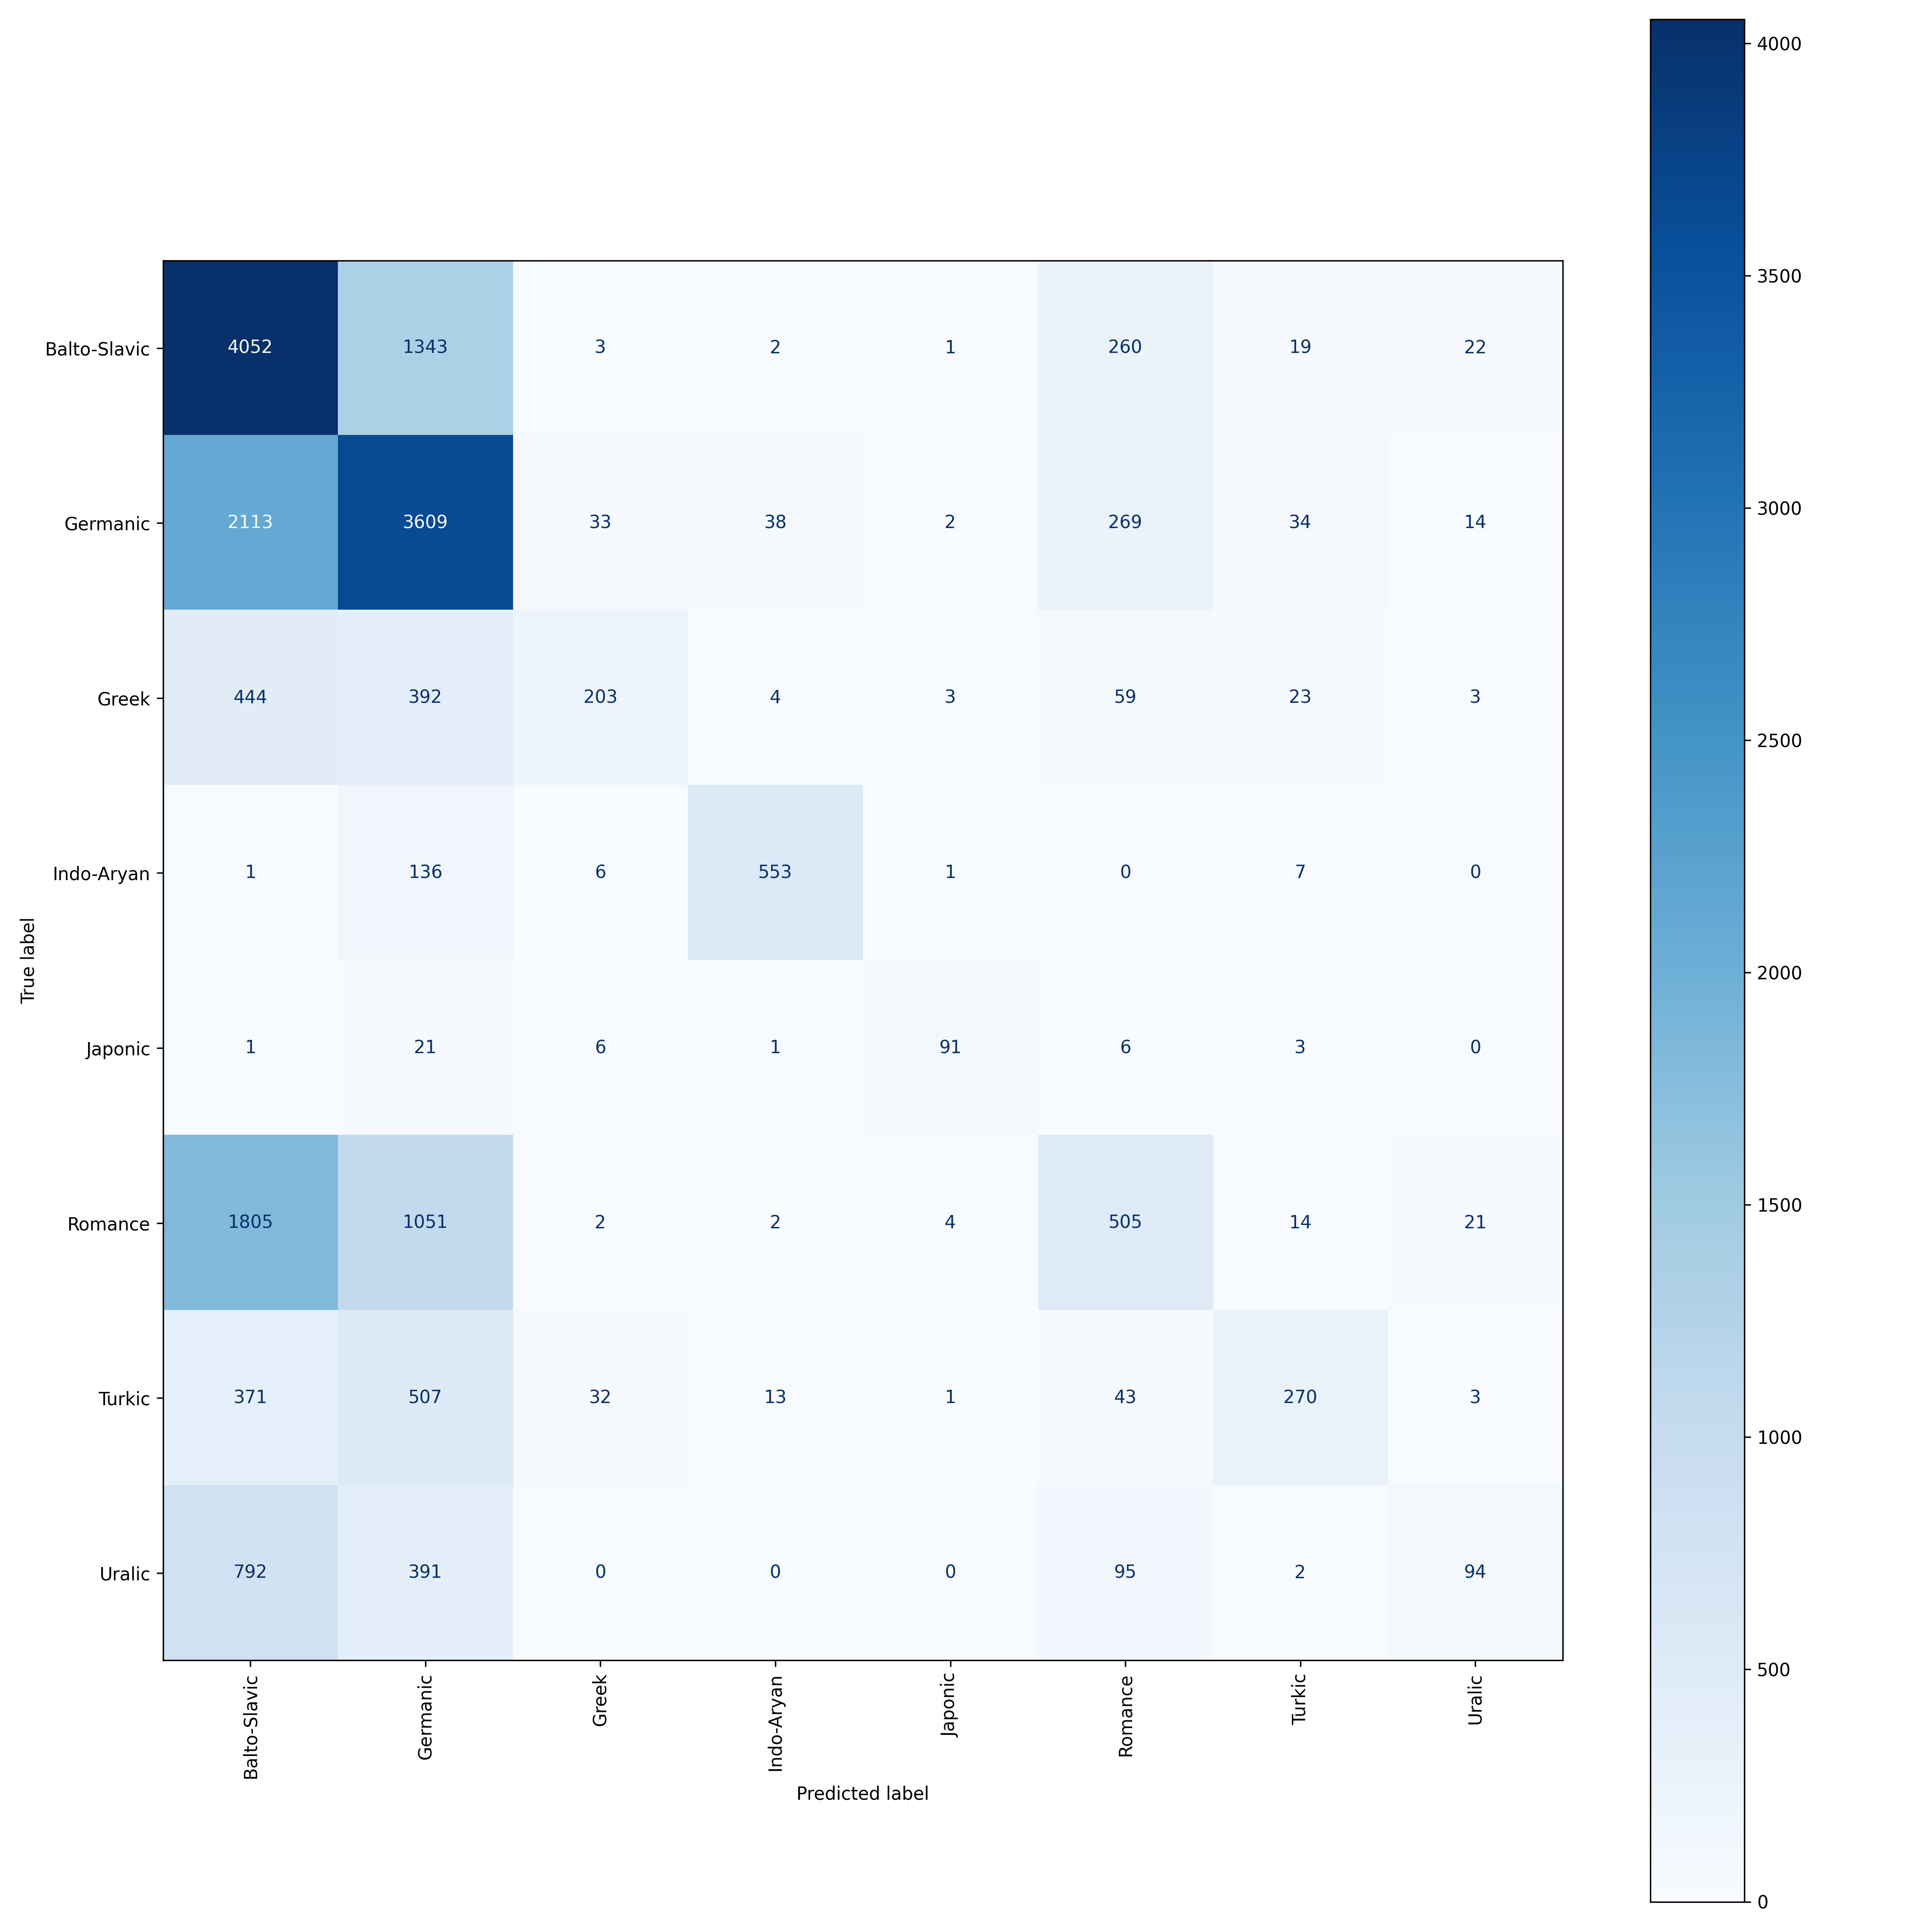 4000
3500
3000
2500
2000
1500
1000
500
0
True label
Balto-Slavic 4052 1343 3 2 1 260 19 22
Germanic 2113 3609 33 38 2 269 34 14
Greek 444 392 203 4 3 59 23 3
Indo-Aryan 1 136 6 553 1 0 7 0
Japonic 1 21 6 1 91 6 3 0
Romance 1805 1051 2 2 4 505 14 21
Turkic 371 507 32 13 1 43 270 3
Uralic 792 391 0 0 0 95 2 94
Balto-Slavic Germanic Greek Indo-Aryan Japonic Romance Turkic Uralic
Predicted label